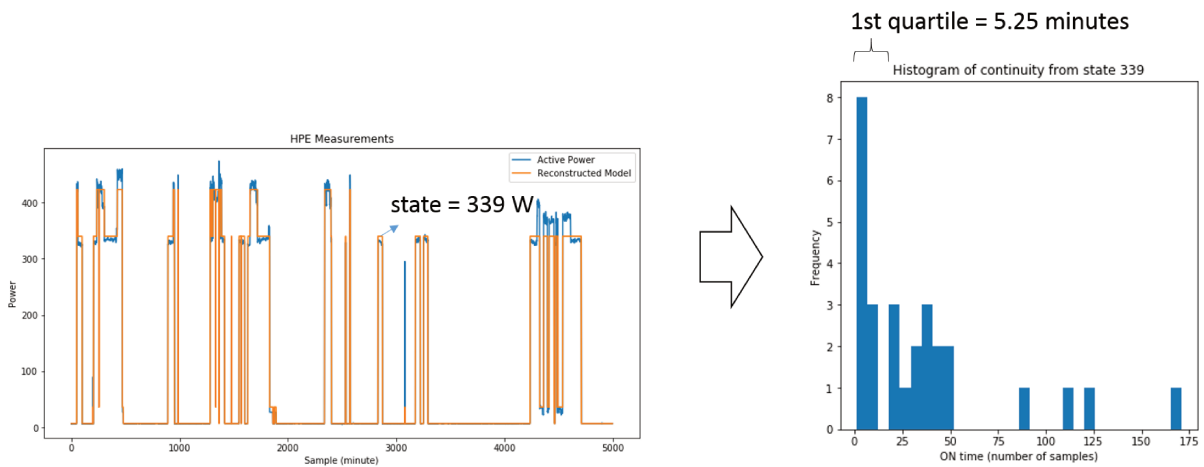 1st quartile = 5.25 minutes
HPE Measurements
Active Power
Reconstructed Model
state = 339 W
Power
400
300
200
100
0
0 1000 2000 3000 4000 5000
Sample (minute)
Histogram of continuity from state 339
Frequency
8
7
6
5
4
3
2
1
0
0 25 50 75 100 125 150 175
ON time (number of samples)